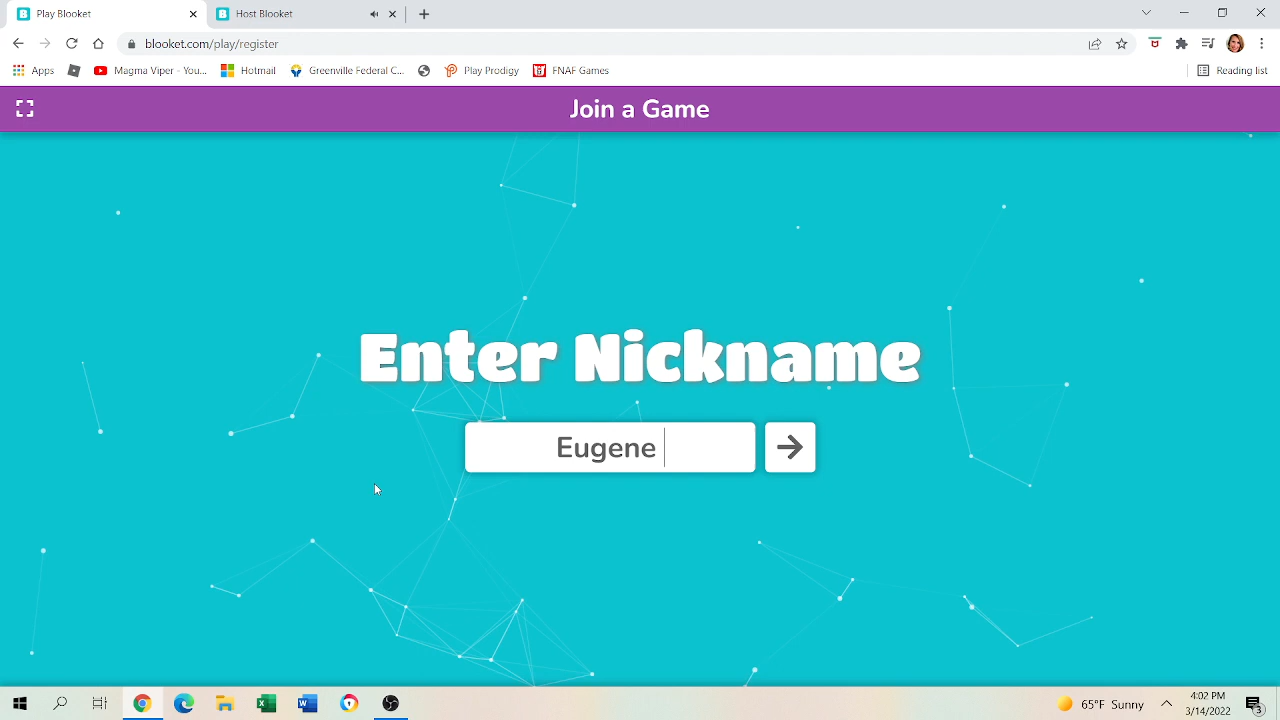 Play Blooket
Host Blooket
blooket.com/play/register
Apps
Magma Viper - You...
Hotmail
Greenville Federal C...
Play Prodigy
FNAF Games
Reading list
Join a Game
Enter Nickname
Eugene
65°F Sunny
4:02 PM
3/14/2022
3